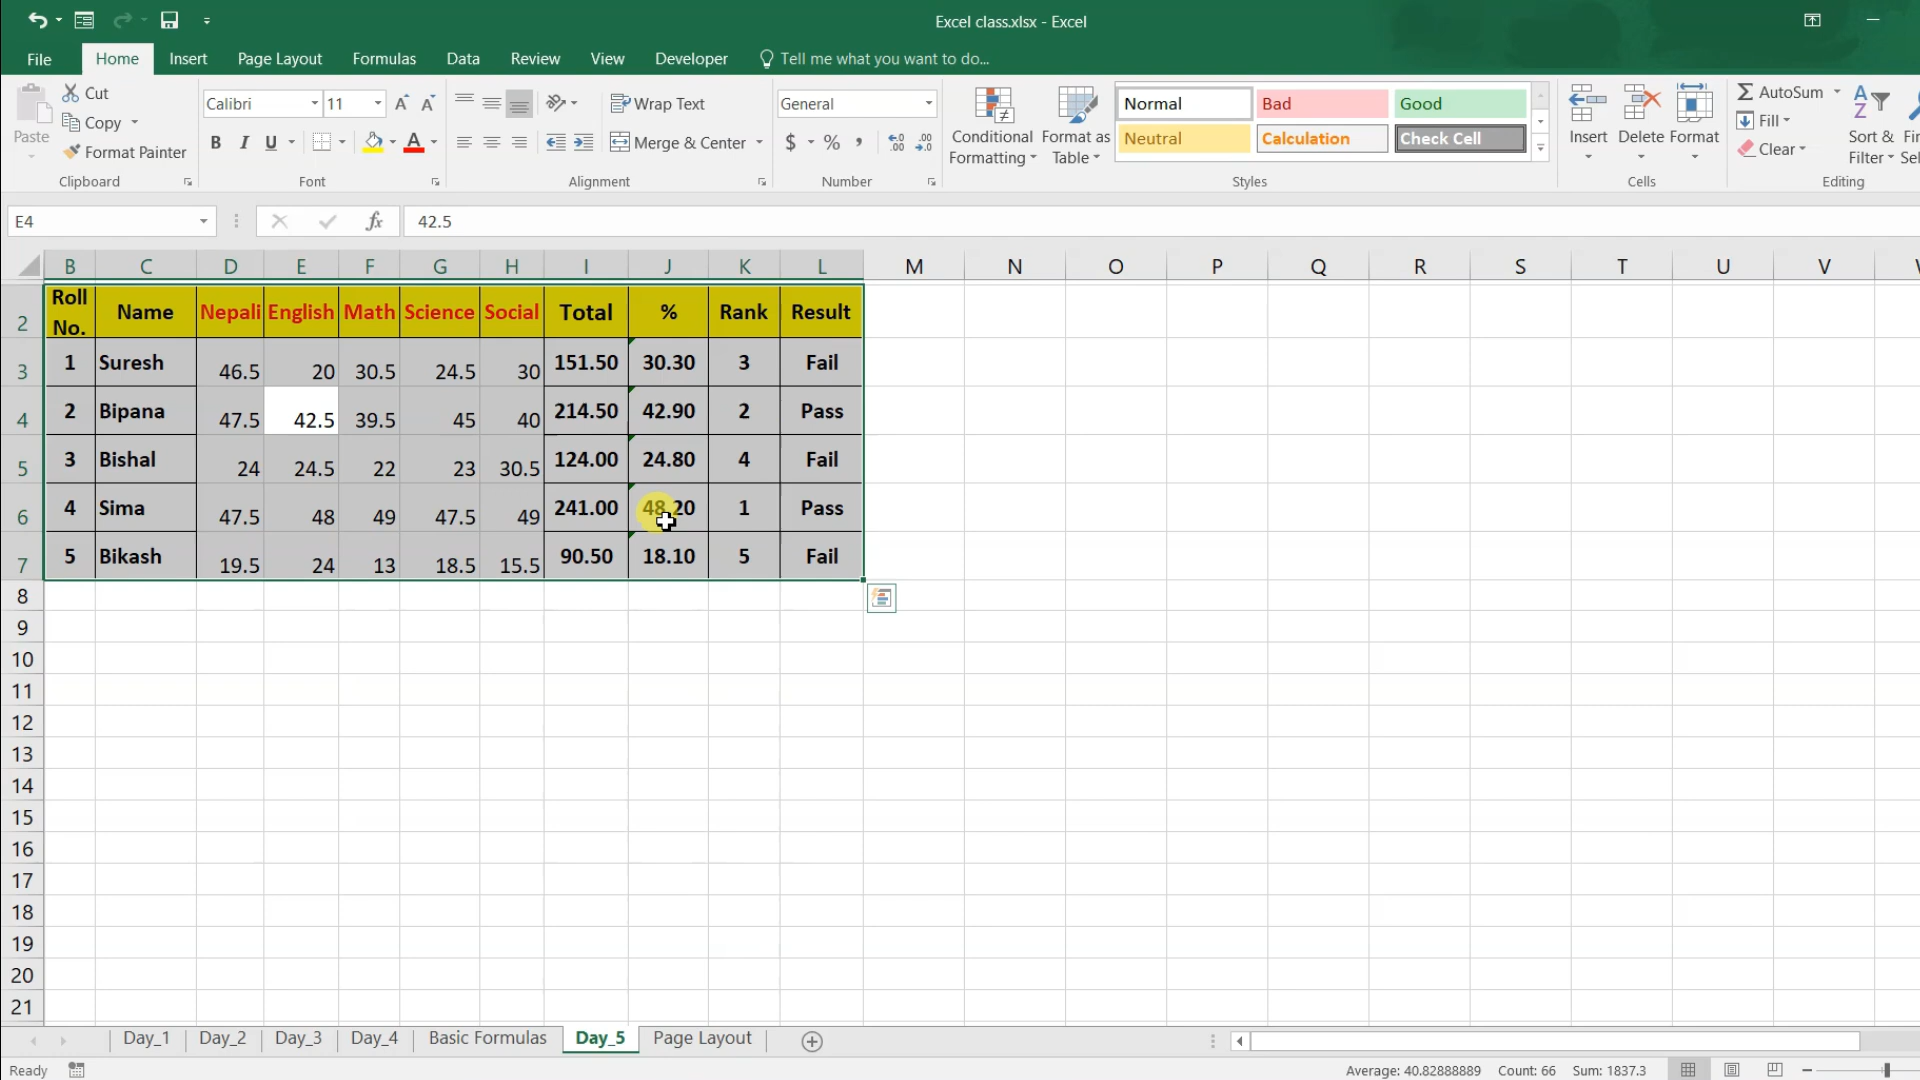 Excel class.xlsx - Excel
File Home Insert Page Layout Formulas Data Review View Developer Tell me what you want to do...
Paste Cut
Copy
Format Painter
Clipboard
Calibri 11
B I U
Font
Wrap Text
Merge & Center
Alignment
General
$ % , .0 .00 .00 .0
Number
Conditional Formatting
Format as Table
Normal Bad Good
Neutral Calculation Check Cell
Styles
Insert Delete Format
Cells
AutoSum
Fill
Clear
Sort & Filter
Editing
E4 fx 42.5
B C D E F G H I J K L M N O P Q R S T U V
2 Roll No. Name Nepali English Math Science Social Total % Rank Result
3 1 Suresh 46.5 20 30.5 24.5 30 151.50 30.30 3 Fail
4 2 Bipana 47.5 42.5 39.5 45 40 214.50 42.90 2 Pass
5 3 Bishal 24 24.5 22 23 30.5 124.00 24.80 4 Fail
6 4 Sima 47.5 48 49 47.5 49 241.00 48.20 1 Pass
7 5 Bikash 19.5 24 13 18.5 15.5 90.50 18.10 5 Fail
8
9
10
11
12
13
14
15
16
17
18
19
20
21
Day_1 Day_2 Day_3 Day_4 Basic Formulas Day_5 Page Layout
Ready Average: 40.82888889 Count: 66 Sum: 1837.3